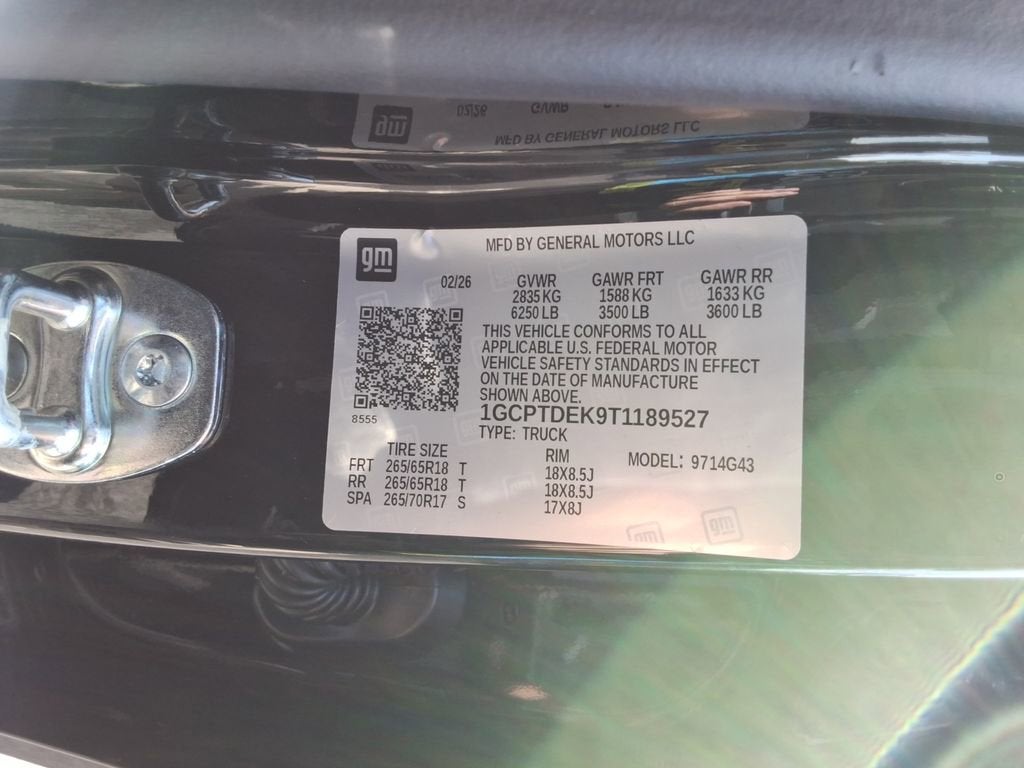 gm
MFD BY GENERAL MOTORS LLC
02/26 GVWR GAWR FRT GAWR RR
2835 KG 1588 KG 1633 KG
6250 LB 3500 LB 3600 LB
THIS VEHICLE CONFORMS TO ALL
APPLICABLE U.S. FEDERAL MOTOR
VEHICLE SAFETY STANDARDS IN EFFECT
ON THE DATE OF MANUFACTURE
SHOWN ABOVE.
8555
1GCPTDEK9T1189527
TYPE: TRUCK
TIRE SIZE RIM MODEL: 9714G43
FRT 265/65R18 T 18X8.5J
RR 265/65R18 T 18X8.5J
SPA 265/70R17 S 17X8J